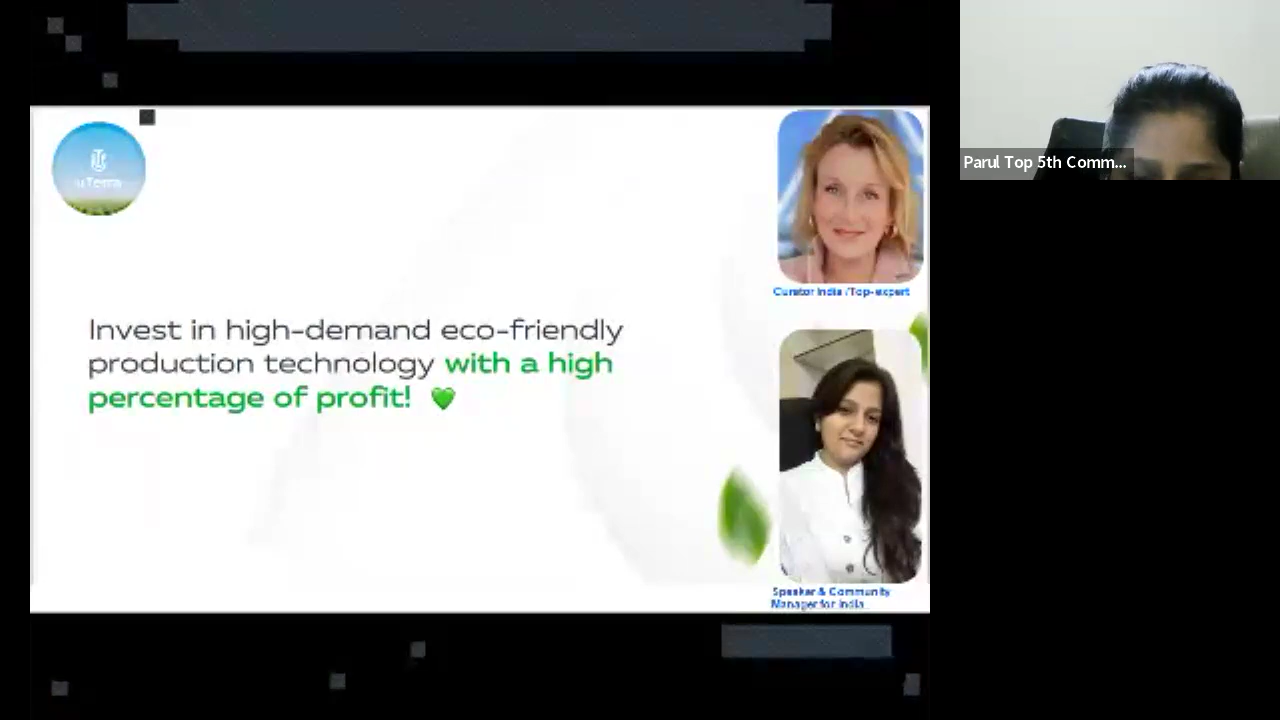 uTerra
Invest in high-demand eco-friendly
production technology with a high
percentage of profit! 💚
Curator India /Top-expert
Speaker & Community
Manager for India
Parul Top 5th Comm...